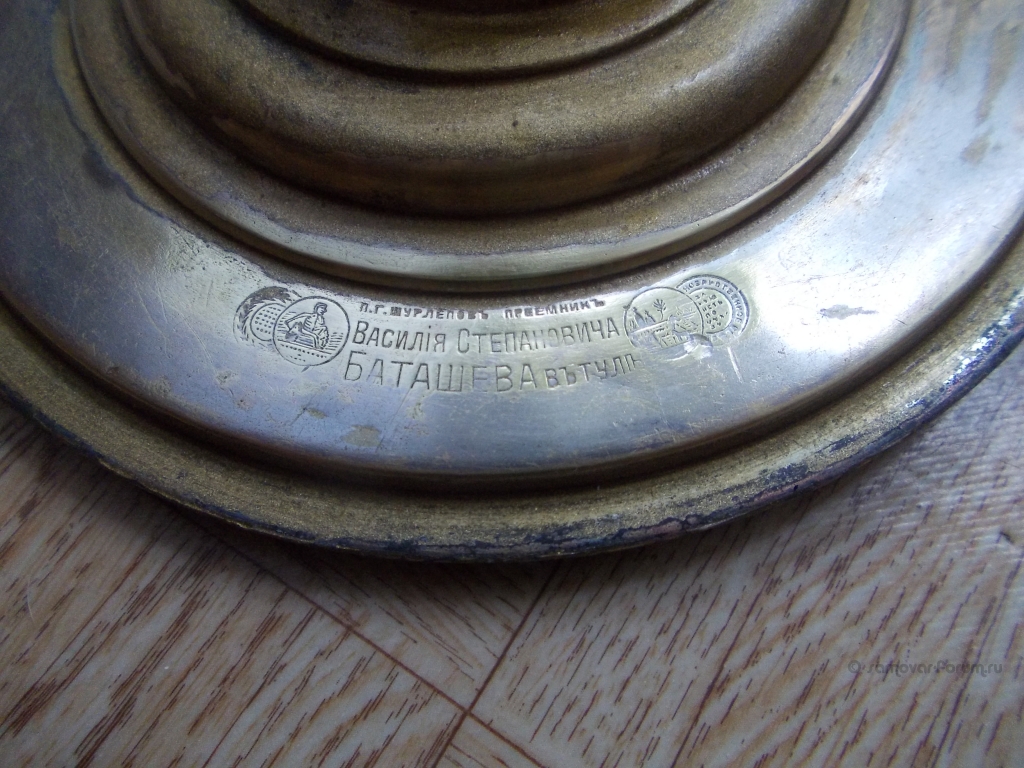 П.Г. ШУРЛЕПОВЪ ПРЕЕМНИКЪ
ВАСИЛІЯ СТЕПАНОВИЧА
БАТАШЕВА ВЪ ТУЛѢ
© samovar-Forum.ru